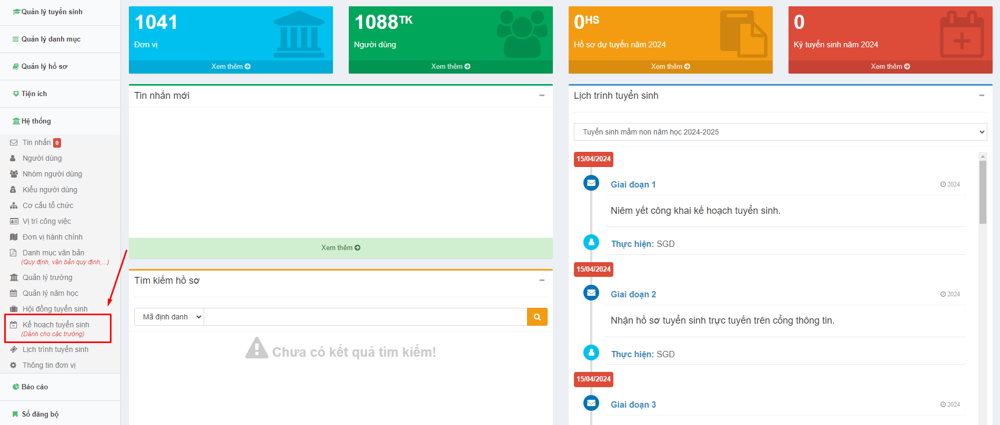 Quản lý tuyển sinh
Quản lý danh mục
Quản lý hồ sơ
Tiện ích
Hệ thống
Tin nhắn 0
Người dùng
Nhóm người dùng
Kiểu người dùng
Cơ cấu tổ chức
Vị trí công việc
Đơn vị hành chính
Danh mục văn bản
(Quy định, văn bản quy định,...)
Quản lý trường
Quản lý năm học
Hội đồng tuyển sinh
Kế hoạch tuyển sinh
(Dành cho các trường)
Lịch trình tuyển sinh
Thông tin đơn vị
Báo cáo
Sổ đăng bộ
1041
Đơn vị
Xem thêm
1088TK
Người dùng
Xem thêm
0HS
Hồ sơ dự tuyển năm 2024
Xem thêm
0
Kỳ tuyển sinh năm 2024
Xem thêm
Tin nhắn mới
Xem thêm
Tìm kiếm hồ sơ
Mã định danh
Chưa có kết quả tìm kiếm!
Lịch trình tuyển sinh
Tuyển sinh mầm non năm học 2024-2025
15/04/2024
Giai đoạn 1 2024
Niêm yết công khai kế hoạch tuyển sinh.
Thực hiện: SGD
15/04/2024
Giai đoạn 2 2024
Nhận hồ sơ tuyển sinh trực tuyến trên cổng thông tin.
Thực hiện: SGD
15/04/2024
Giai đoạn 3 2024